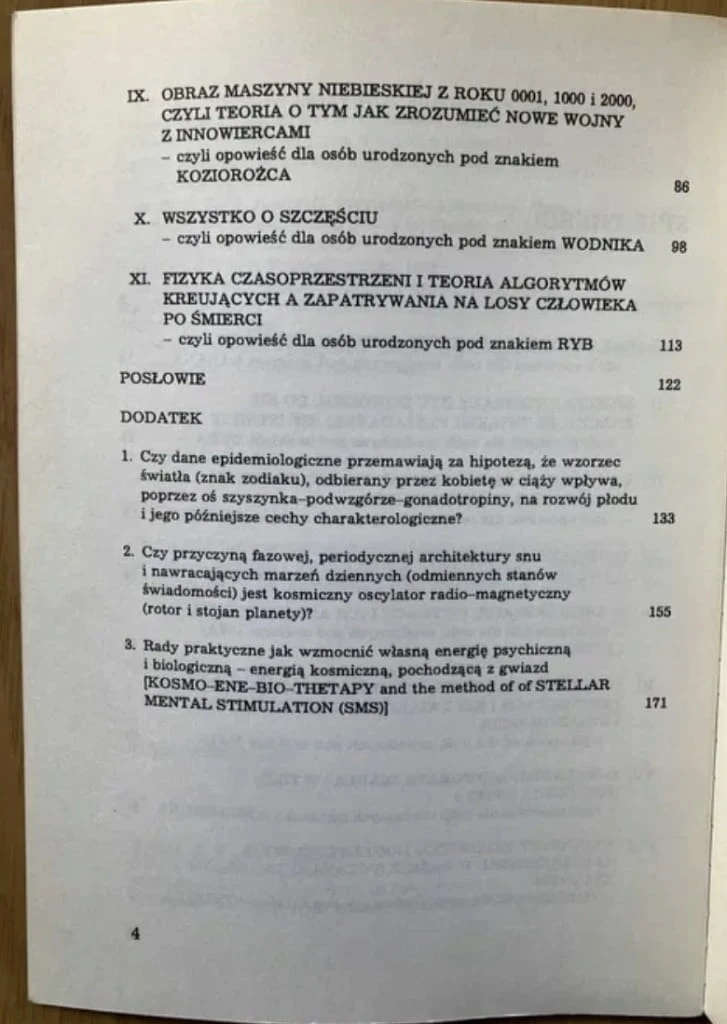 IX. OBRAZ MASZYNY NIEBIESKIEJ Z ROKU 0001, 1000 i 2000,
CZYLI TEORIA O TYM JAK ZROZUMIEĆ NOWE WOJNY
Z INNOWIERCAMI
– czyli opowieść dla osób urodzonych pod znakiem
KOZIOROŻCA 86
X. WSZYSTKO O SZCZĘŚCIU
– czyli opowieść dla osób urodzonych pod znakiem WODNIKA 98
XI. FIZYKA CZASOPRZESTRZENI I TEORIA ALGORYTMÓW
KREUJĄCYCH A ZAPATRYWANIA NA LOSY CZŁOWIEKA
PO ŚMIERCI
– czyli opowieść dla osób urodzonych pod znakiem RYB 113
POSŁOWIE 122
DODATEK
1. Czy dane epidemiologiczne przemawiają za hipotezą, że wzorzec
światła (znak zodiaku), odbierany przez kobietę w ciąży wpływa,
poprzez oś szyszynka–podwzgórze–gonadotropiny, na rozwój płodu
i jego późniejsze cechy charakterologiczne? 133
2. Czy przyczyną fazowej, periodycznej architektury snu
i nawracających marzeń dziennych (odmiennych stanów
świadomości) jest kosmiczny oscylator radio–magnetyczny
(rotor i stojan planety)? 155
3. Rady praktyczne jak wzmocnić własną energię psychiczną
i biologiczną – energią kosmiczną, pochodzącą z gwiazd
[KOSMO–ENE–BIO–THETAPY and the method of of STELLAR
MENTAL STIMULATION (SMS)] 171
4